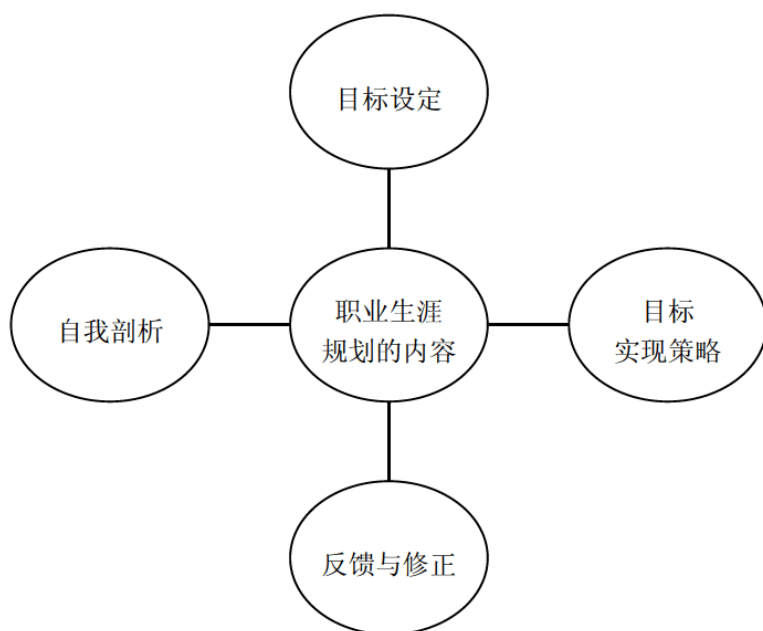 目标设定
自我剖析
职业生涯
规划的内容
目标
实现策略
反馈与修正